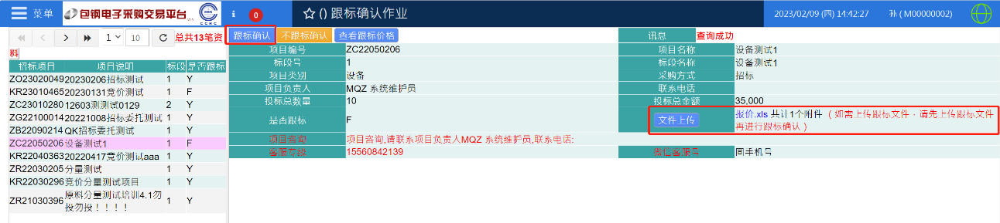 菜单 包钢电子采购交易平台 V1.0 CCRC i 0 ☆ () 跟标确认作业 2023/02/09 (四) 14:42:27 孙 ( M00000002)
1 10 总共13笔资料
招标项目 项目说明 标段 是否跟标
ZO23020049 20230206招标测试 1 Y
KR23010465 20230131竞价测试 1 F
ZC23010280 12603测测试0129 2 Y
ZG22100014 20221008招标委托测试 1 Y
ZB22090214 QK招标委托测试 1 Y
ZC22050206 设备测试1 1 F
KR22040363 20220417竞价测试,aaa 1 Y
ZR22030205 分量测试 1 Y
KR22030296 竞价分量测试项目 1 Y
ZR21030396 原料分量测试培训4.1勿投勿投！！！！ 1 Y
跟标确认 不跟标确认 查看跟标价格 讯息 查询成功
项目编号 ZC22050206 项目名称 设备测试1
标段号 1 标段名称 设备测试1
项目类别 设备 采购方式 招标
项目负责人 MQZ 系统维护员 联系电话
投标总数量 10 投标总金额 35,000
是否跟标 F 文件上传 报价.xls 共计1个附件（如需上传跟标文件，请先上传跟标文件
再进行跟标确认）
项目咨询 项目咨询,请联系项目负责人MQZ 系统维护员,联系电话:
客服专线 15560842139 微信客服号 同手机号